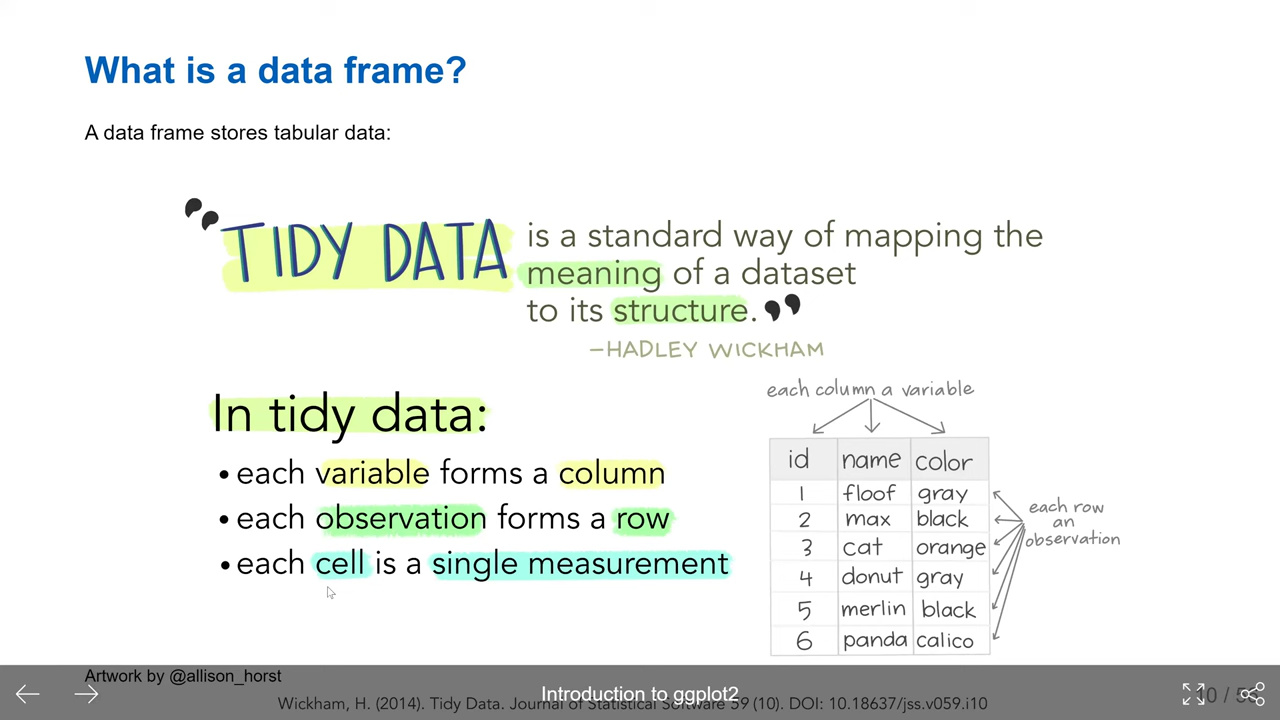 What is a data frame?
A data frame stores tabular data:
" TIDY DATA is a standard way of mapping the
meaning of a dataset
to its structure. "
–HADLEY WICKHAM
In tidy data:
• each variable forms a column
• each observation forms a row
• each cell is a single measurement
each column a variable
id name color
1 floof gray
2 max black
3 cat orange
4 donut gray
5 merlin black
6 panda calico
each row
an
observation
Artwork by @allison_horst
Introduction to ggplot2
Wickham, H. (2014). Tidy Data. Journal of Statistical Software 59 (10). DOI: 10.18637/jss.v059.i10
10 /